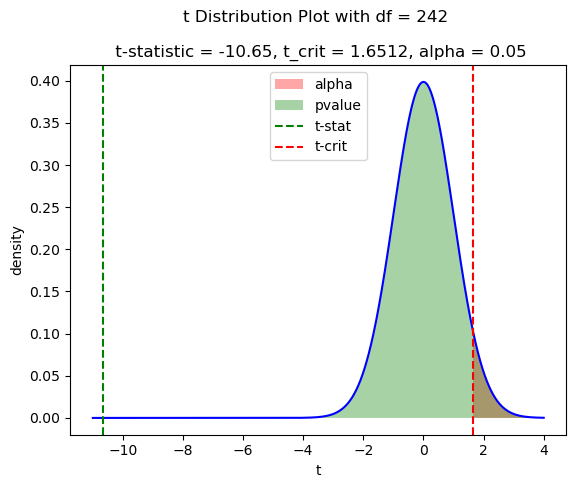 t Distribution Plot with df = 242
t-statistic = -10.65, t_crit = 1.6512, alpha = 0.05
alpha
pvalue
t-stat
t-crit
0.40
0.35
0.30
0.25
0.20
0.15
0.10
0.05
0.00
density
−10
−8
−6
−4
−2
0
2
4
t